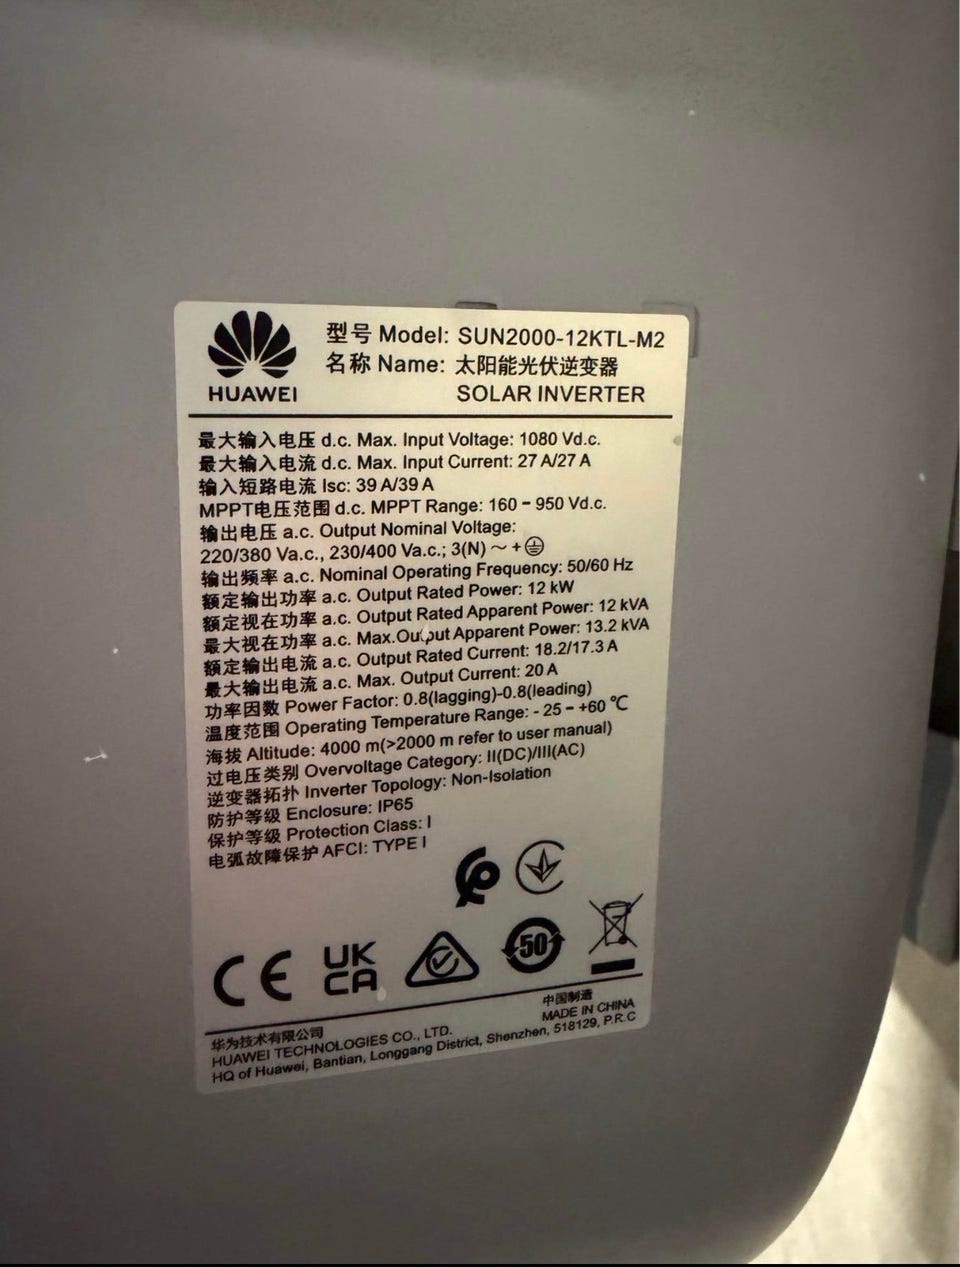 HUAWEI
型号 Model: SUN2000-12KTL-M2
名称 Name: 太阳能光伏逆变器
SOLAR INVERTER
最大输入电压 d.c. Max. Input Voltage: 1080 Vd.c.
最大输入电流 d.c. Max. Input Current: 27 A/27 A
输入短路电流 Isc: 39 A/39 A
MPPT电压范围 d.c. MPPT Range: 160 - 950 Vd.c.
输出电压 a.c. Output Nominal Voltage:
220/380 Va.c., 230/400 Va.c.; 3(N) ~ +
输出频率 a.c. Nominal Operating Frequency: 50/60 Hz
额定输出功率 a.c. Output Rated Power: 12 kW
额定视在功率 a.c. Output Rated Apparent Power: 12 kVA
最大视在功率 a.c. Max.Output Apparent Power: 13.2 kVA
额定输出电流 a.c. Output Rated Current: 18.2/17.3 A
最大输出电流 a.c. Max. Output Current: 20 A
功率因数 Power Factor: 0.8(lagging)-0.8(leading)
温度范围 Operating Temperature Range: - 25 - +60 ℃
海拔 Altitude: 4000 m(>2000 m refer to user manual)
过电压类别 Overvoltage Category: II(DC)/III(AC)
逆变器拓扑 Inverter Topology: Non-Isolation
防护等级 Enclosure: IP65
保护等级 Protection Class: I
电弧故障保护 AFCI: TYPE I
CE UK CA 50
中国制造
MADE IN CHINA
华为技术有限公司
HUAWEI TECHNOLOGIES CO., LTD.
HQ of Huawei, Bantian, Longgang District, Shenzhen, 518129, P.R.C